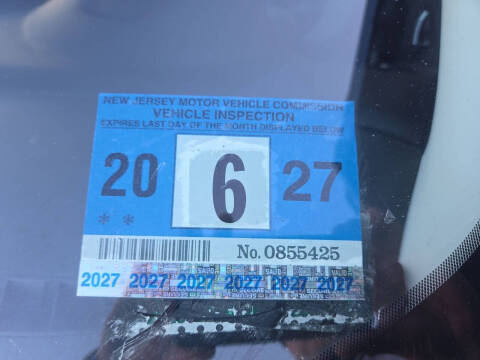 NEW JERSEY MOTOR VEHICLE COMMISSION
VEHICLE INSPECTION
EXPIRES LAST DAY OF THE MONTH DISPLAYED BELOW
20 6 27
**
No. 0855425
2027 2027 2027 2027 2027 2027